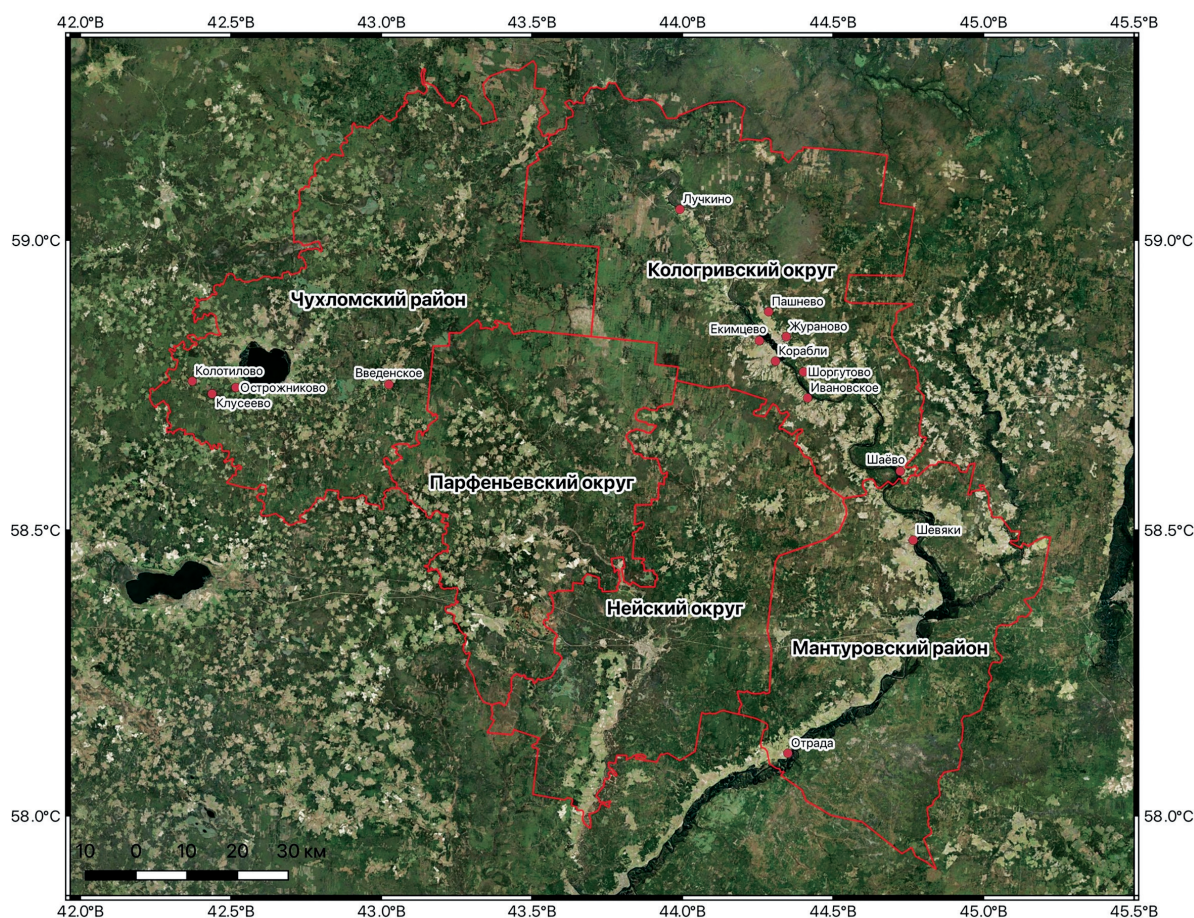 42.0°В 42.5°В 43.0°В 43.5°В 44.0°В 44.5°В 45.0°В 45.5°В
Лучкино
59.0°С 59.0°С
Кологривский округ
Чухломский район
Пашнево
Екимцево Жураново
Корабли
Колотилово Введенское Шоргутово
Острожниково Ивановское
Клусеево
Шаёво
Парфеньевский округ
58.5°С Шевяки 58.5°С
Нейский округ
Мантуровский район
Отрада
58.0°С 58.0°С
10 0 10 20 30 км
42.0°В 42.5°В 43.0°В 43.5°В 44.0°В 44.5°В 45.0°В 45.5°В